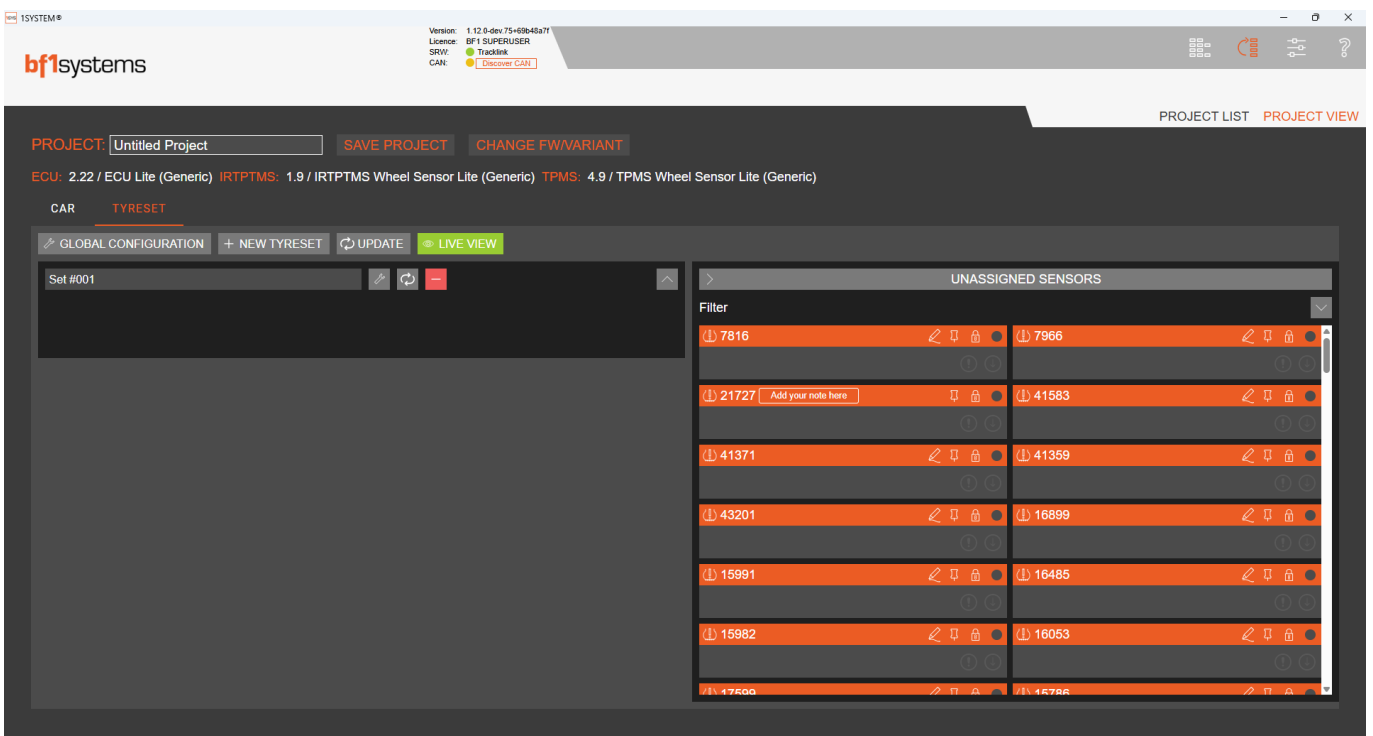 1SYSTEM®
Version: 1.12.0-dev.75+69b48a7f
Licence: BF1 SUPERUSER
SRW: Tracklink
CAN: Discover CAN
bf1systems
PROJECT LIST PROJECT VIEW
PROJECT: Untitled Project SAVE PROJECT CHANGE FW/VARIANT
ECU: 2.22 / ECU Lite (Generic) IRTPTMS: 1.9 / IRTPTMS Wheel Sensor Lite (Generic) TPMS: 4.9 / TPMS Wheel Sensor Lite (Generic)
CAR TYRESET
GLOBAL CONFIGURATION + NEW TYRESET UPDATE LIVE VIEW
Set #001
UNASSIGNED SENSORS
Filter
7816 7966
21727 Add your note here 41583
41371 41359
43201 16899
15991 16485
15982 16053
17599 15786